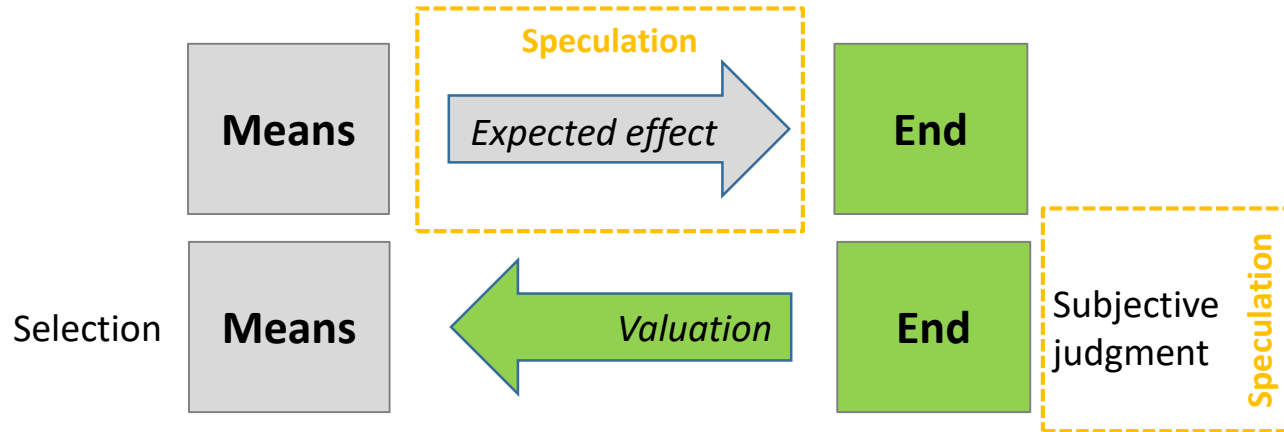 Speculation
Means
Expected effect
End
Selection
Means
Valuation
End
Subjective
judgment
Speculation